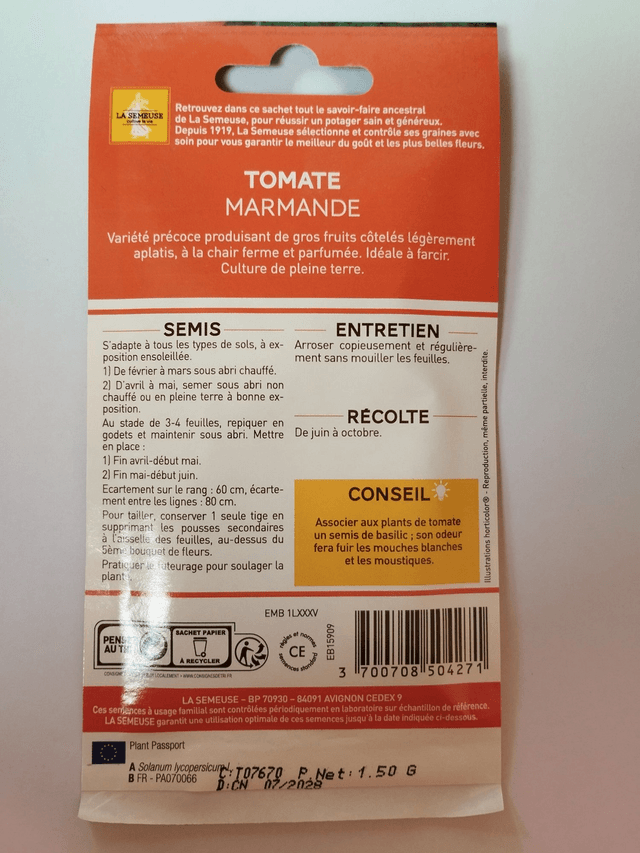 LA SEMEUSE
Retrouvez dans ce sachet tout le savoir-faire ancestral
de La Semeuse, pour réussir un potager sain et généreux.
Depuis 1919, La Semeuse sélectionne et contrôle ses graines avec
soin pour vous garantir le meilleur du goût et les plus belles fleurs.
TOMATE
MARMANDE
Variété précoce produisant de gros fruits côtelés légèrement
aplatis, à la chair ferme et parfumée. Idéale à farcir.
Culture de pleine terre.
SEMIS
S'adapte à tous les types de sols, à ex-
position ensoleillée.
1) De février à mars sous abri chauffé.
2) D'avril à mai, semer sous abri non
chauffé ou en pleine terre à bonne ex-
position.
Au stade de 3-4 feuilles, repiquer en
godets et maintenir sous abri. Mettre
en place :
1) Fin avril-début mai.
2) Fin mai-début juin.
Ecartement sur le rang : 60 cm, écarte-
ment entre les lignes : 80 cm.
Pour tailler, conserver 1 seule tige en
supprimant les pousses secondaires
à l'aisselle des feuilles, au-dessus du
5ème bouquet de fleurs.
Pratiquer le tuteurage pour soulager la
plante.
ENTRETIEN
Arroser copieusement et régulière-
ment sans mouiller les feuilles.
RÉCOLTE
De juin à octobre.
CONSEIL
Associer aux plants de tomate
un semis de basilic ; son odeur
fera fuir les mouches blanches
et les moustiques.
Illustrations horticolor® - Reproduction, même partielle, interdite.
EMB 1LXXXV
PENSEZ
AU TRI
SACHET PAPIER
À RECYCLER
FR
LOCALEMENT - WWW.CONSIGNESDETRI.FR
règles et normes
CE
semences standard
EB15909
3 700708 504271
LA SEMEUSE - BP 70930 - 84091 AVIGNON CEDEX 9
Ces semences à usage familial sont contrôlées périodiquement en laboratoire sur échantillon de référence.
LA SEMEUSE garantit une utilisation optimale de ces semences jusqu'à la date indiquée ci-dessous.
Plant Passport
A Solanum lycopersicum L
B FR - PA070066
C:T07670 P.Net: 1.50 G
D:CN 07/2028